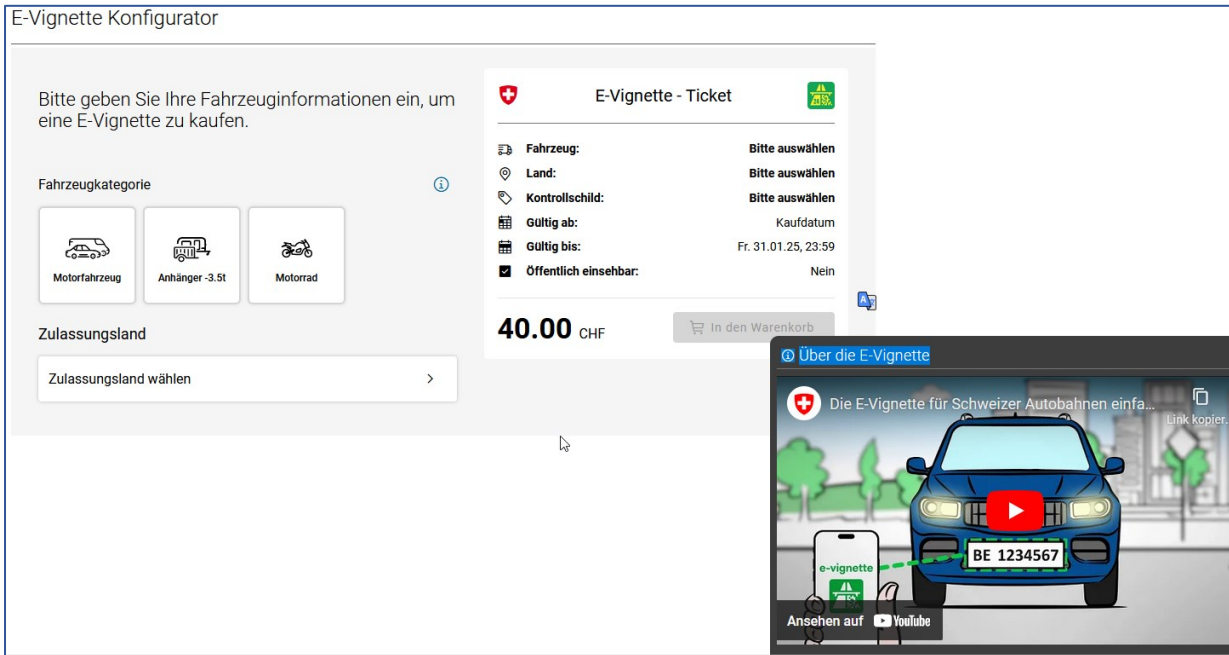 E-Vignette Konfigurator
Bitte geben Sie Ihre Fahrzeuginformationen ein, um
eine E-Vignette zu kaufen.
Fahrzeugkategorie
Motorfahrzeug
Anhänger -3.5t
Motorrad
Zulassungsland
Zulassungsland wählen
E-Vignette - Ticket
Fahrzeug: Bitte auswählen
Land: Bitte auswählen
Kontrollschild: Bitte auswählen
Gültig ab: Kaufdatum
Gültig bis: Fr. 31.01.25, 23:59
Öffentlich einsehbar: Nein
40.00 CHF
In den Warenkorb
Über die E-Vignette
Die E-Vignette für Schweizer Autobahnen einfa...
Link kopier...
BE 1234567
e-vignette
Ansehen auf YouTube